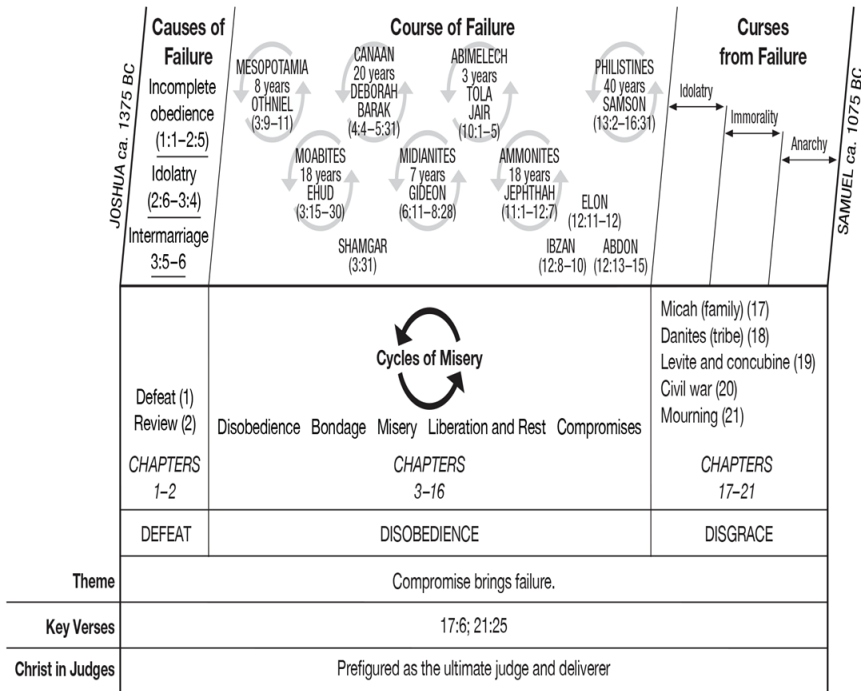 JOSHUA ca. 1375 BC
Causes of
Failure
Incomplete
obedience
(1:1–2:5)
Idolatry
(2:6–3:4)
Intermarriage
3:5–6
Course of Failure
MESOPOTAMIA
8 years
OTHNIEL
(3:9–11)
CANAAN
20 years
DEBORAH
BARAK
(4:4–5:31)
ABIMELECH
3 years
TOLA
JAIR
(10:1–5)
PHILISTINES
40 years
SAMSON
(13:2–16:31)
MOABITES
18 years
EHUD
(3:15–30)
MIDIANITES
7 years
GIDEON
(6:11–8:28)
AMMONITES
18 years
JEPHTHAH
(11:1–12:7)
ELON
(12:11–12)
SHAMGAR
(3:31)
IBZAN
(12:8–10)
ABDON
(12:13–15)
Curses
from Failure
Idolatry
Immorality
Anarchy
SAMUEL ca. 1075 BC
Defeat (1)
Review (2)
CHAPTERS
1–2
Cycles of Misery
Disobedience Bondage Misery Liberation and Rest Compromises
CHAPTERS
3–16
Micah (family) (17)
Danites (tribe) (18)
Levite and concubine (19)
Civil war (20)
Mourning (21)
CHAPTERS
17–21
DEFEAT
DISOBEDIENCE
DISGRACE
Theme
Compromise brings failure.
Key Verses
17:6; 21:25
Christ in Judges
Prefigured as the ultimate judge and deliverer